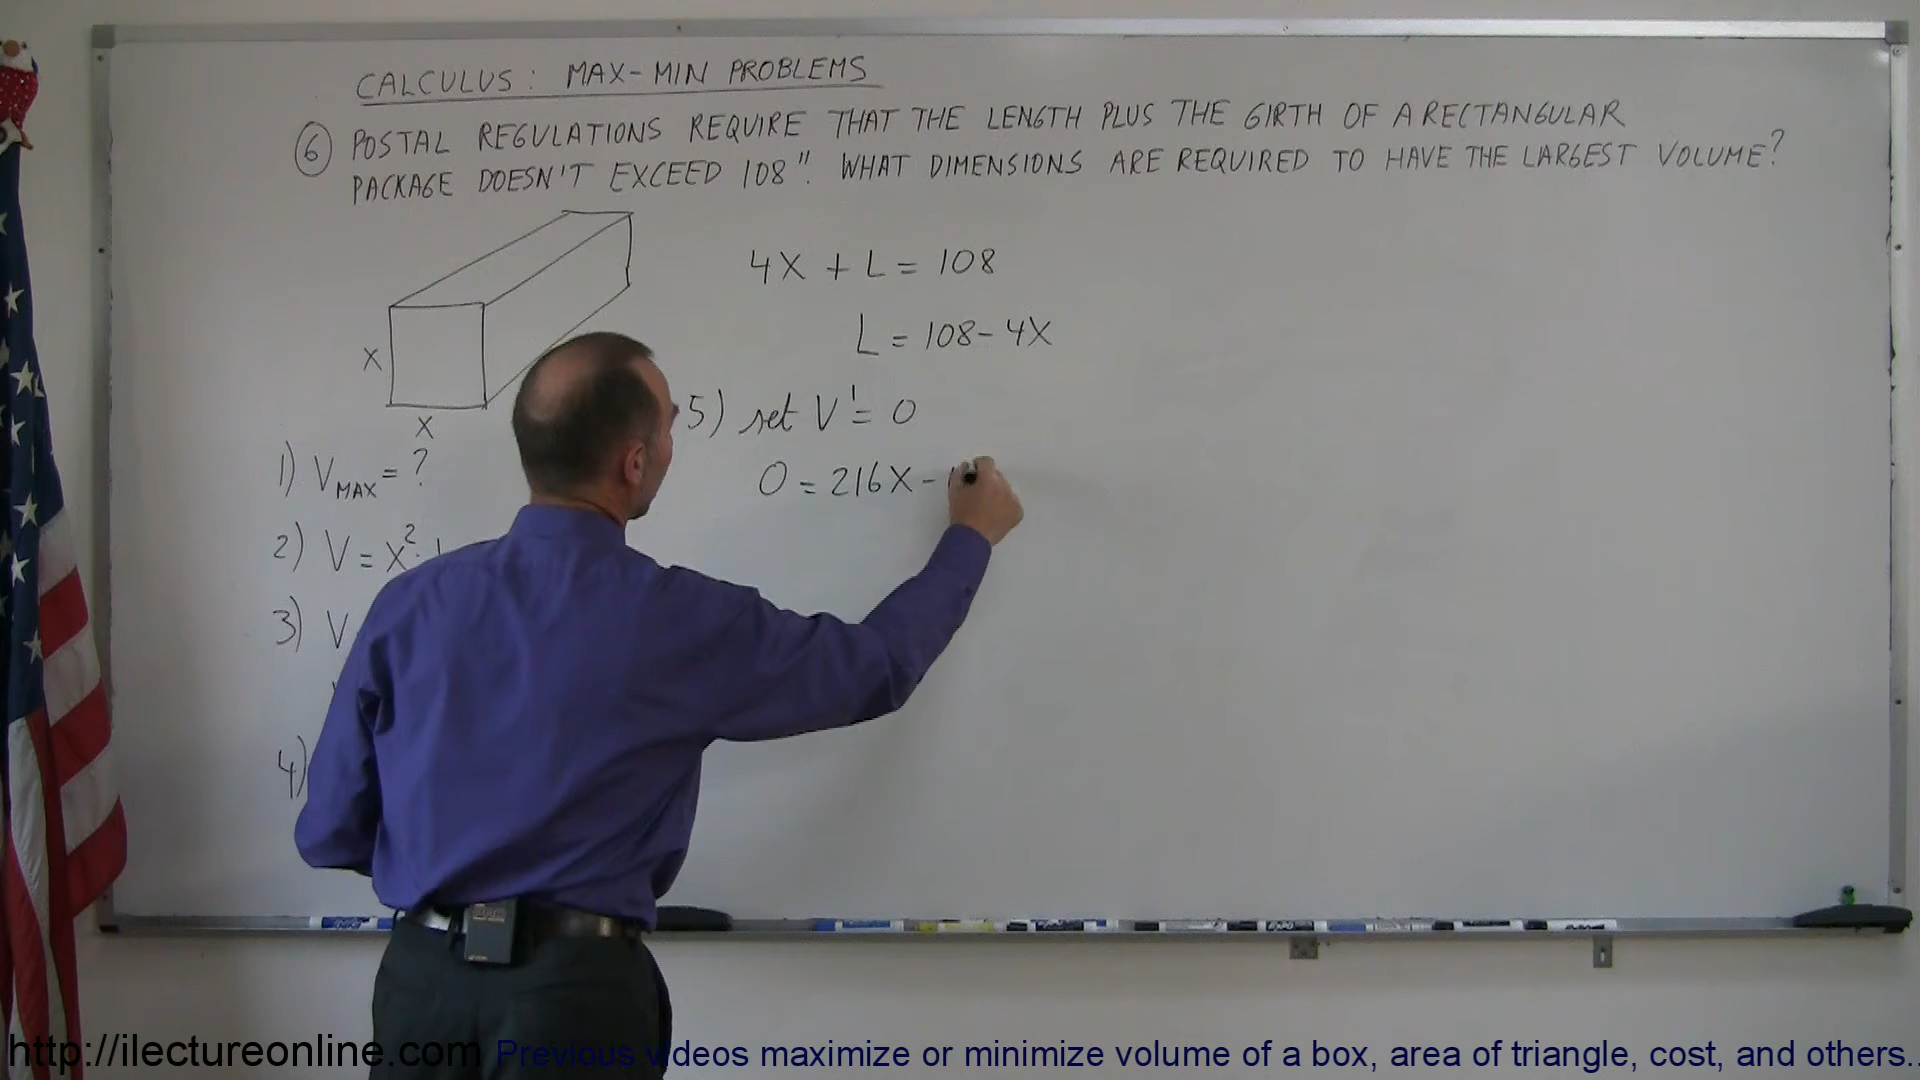 CALCULUS: MAX-MIN PROBLEMS
6 POSTAL REGULATIONS REQUIRE THAT THE LENGTH PLUS THE GIRTH OF A RECTANGULAR
PACKAGE DOESN'T EXCEED 108". WHAT DIMENSIONS ARE REQUIRED TO HAVE THE LARGEST VOLUME?
X
X
1) V_MAX = ?
2) V = X²·
3) V
4)
4X + L = 108
L = 108 - 4X
5) set V' = 0
0 = 216X -
http://ilectureonline.com Previous videos maximize or minimize volume of a box, area of triangle, cost, and others..